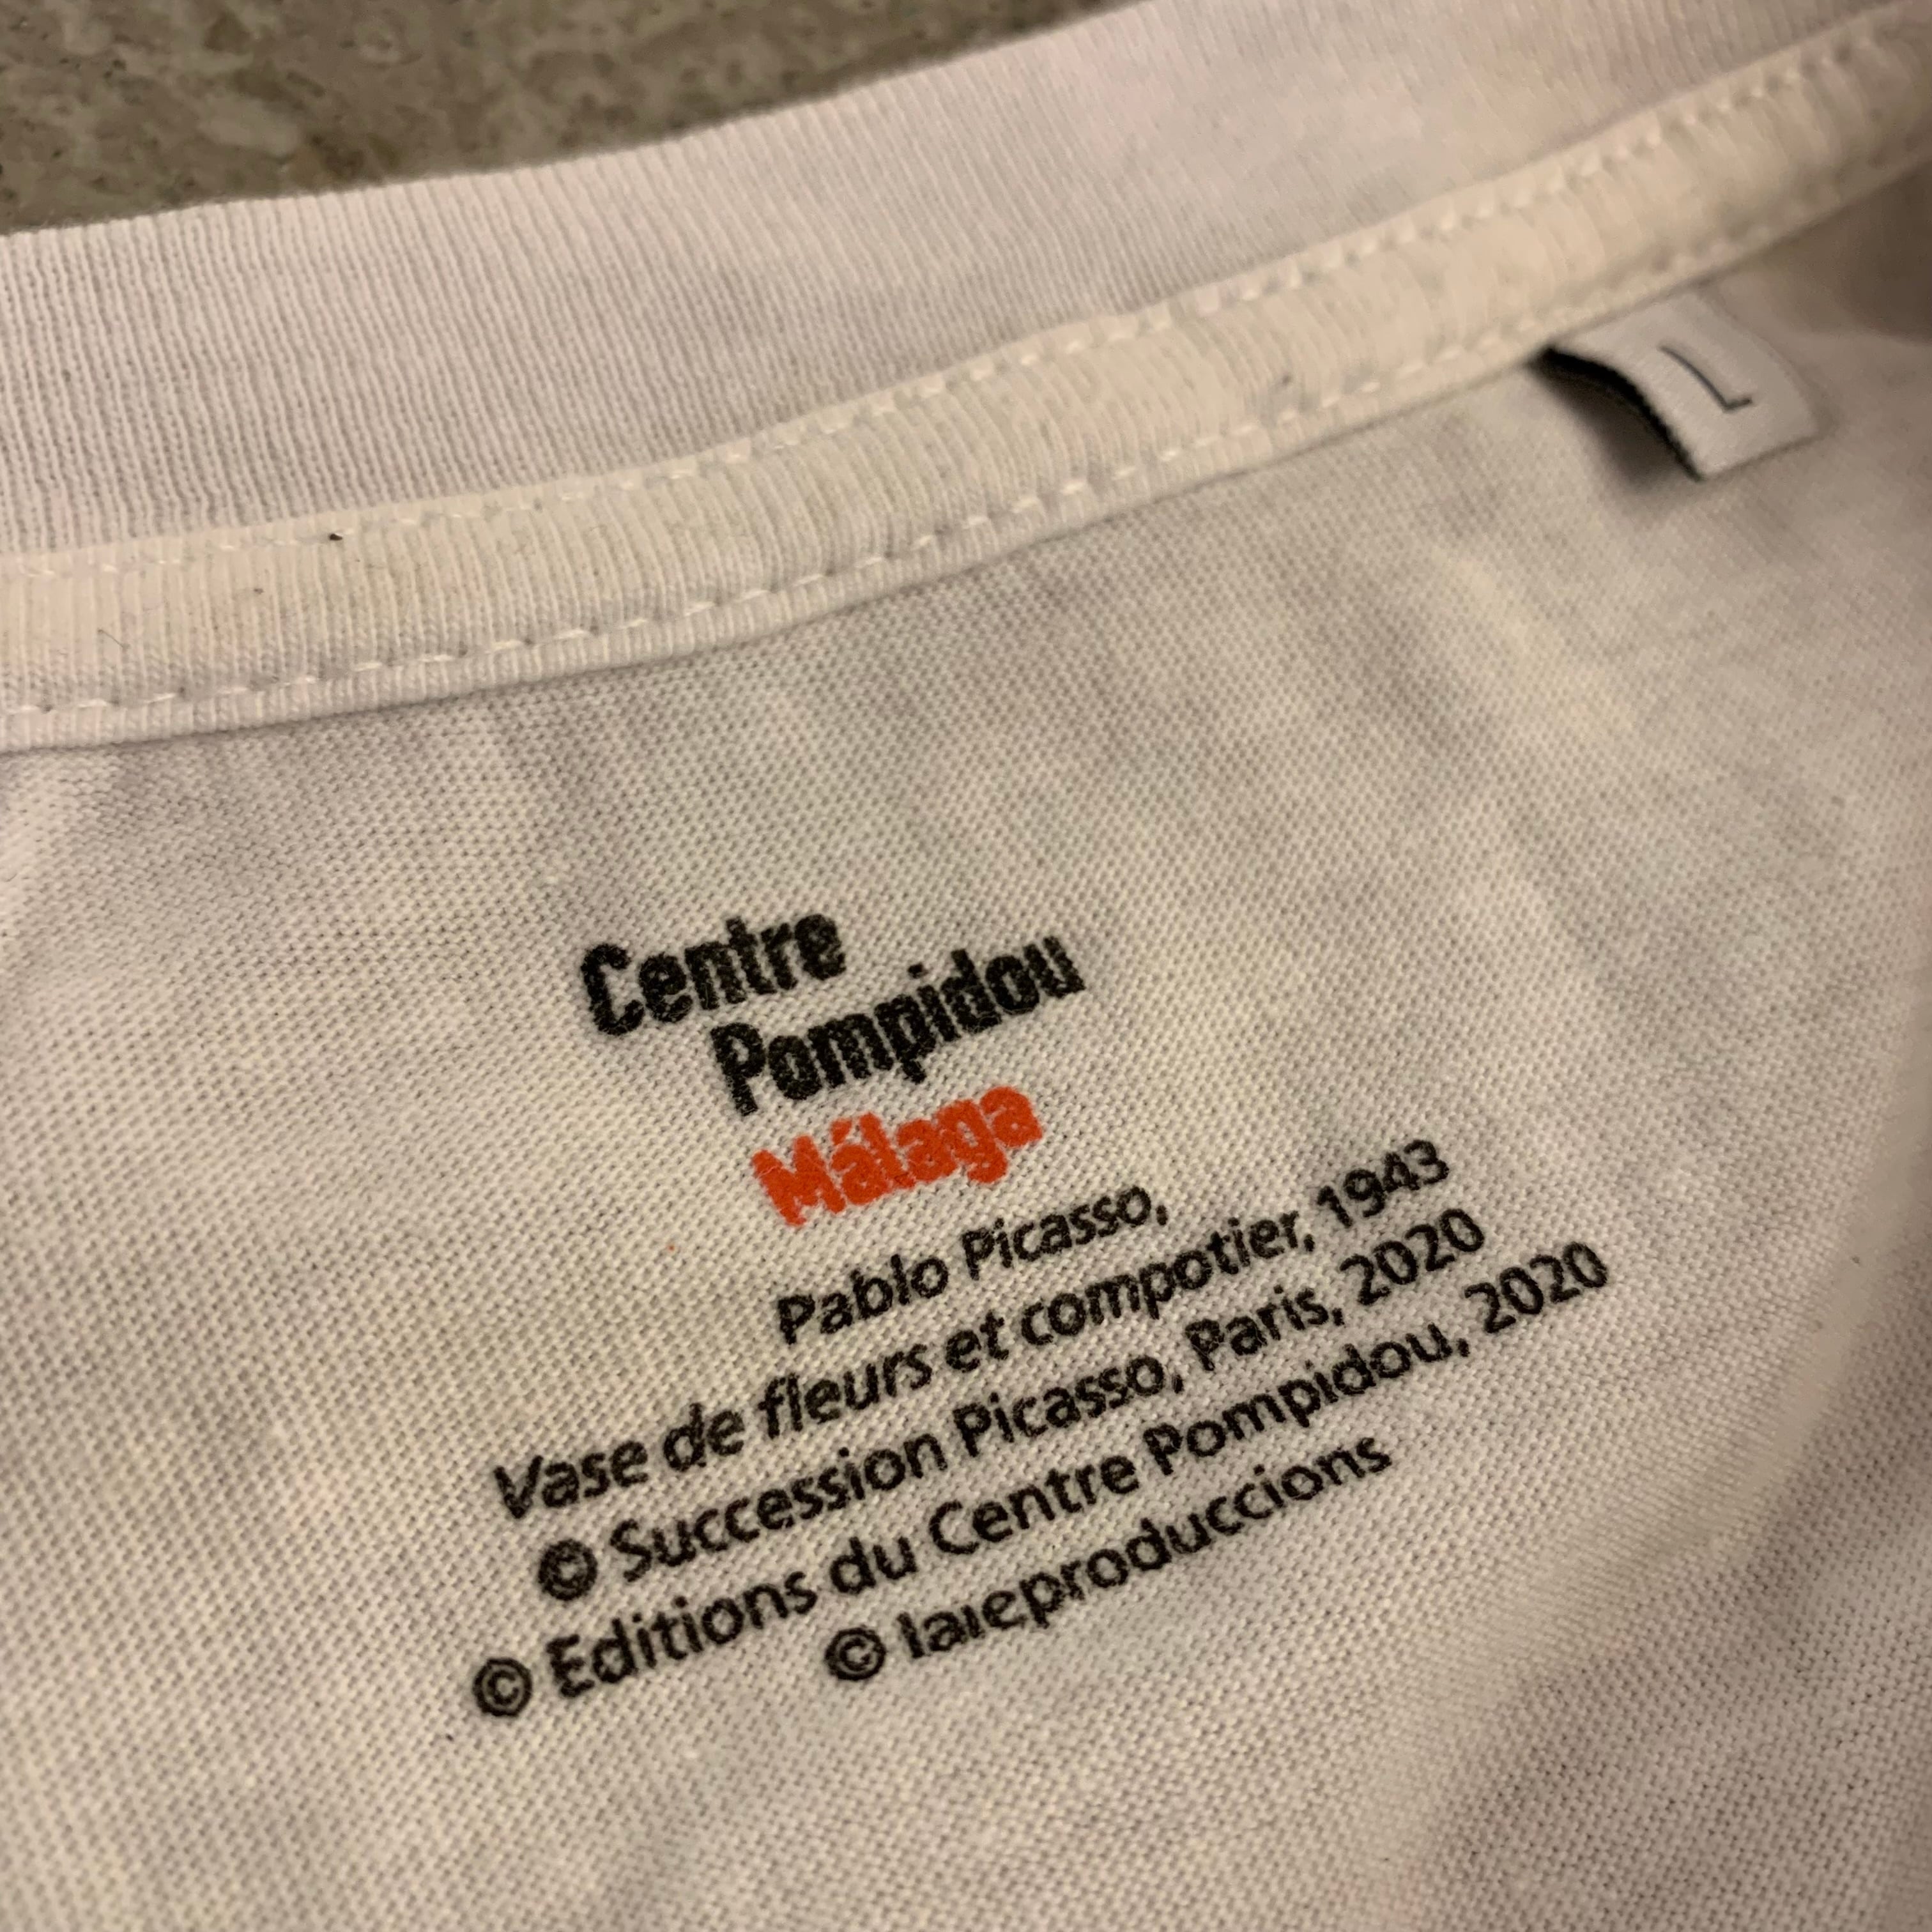 L
Centre
Pompidou
Málaga
Pablo Picasso,
Vase de fleurs et compotier, 1943
© Succession Picasso, Paris, 2020
© Editions du Centre Pompidou, 2020
© laieproduccions